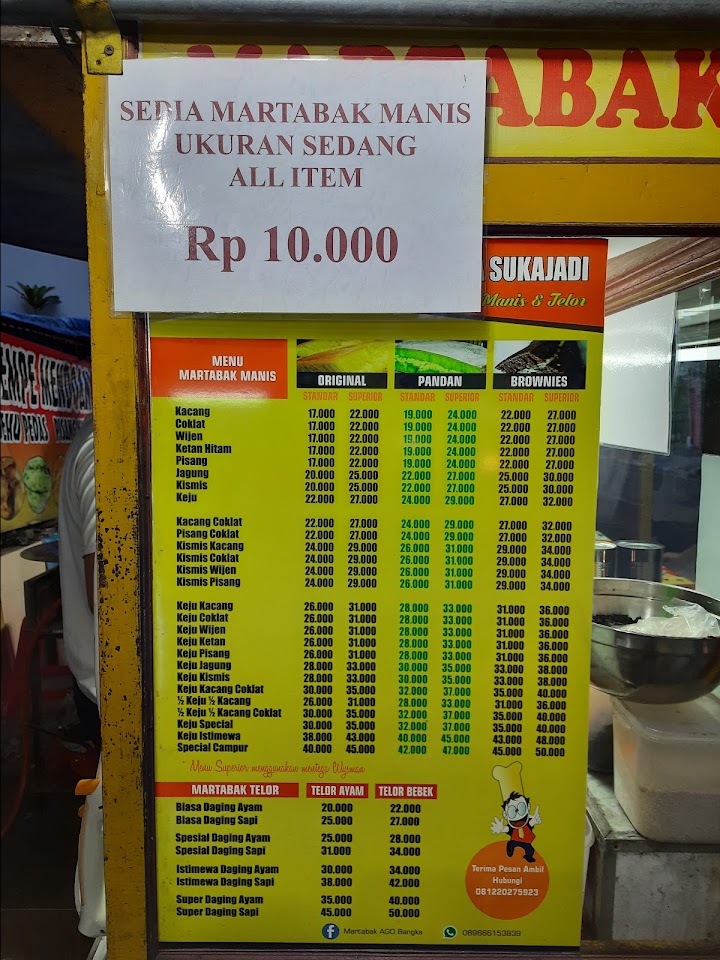 MARTABAK
SEDIA MARTABAK MANIS
UKURAN SEDANG
ALL ITEM
Rp 10.000
SUKAJADI
Manis & Telor
MENU
MARTABAK MANIS
ORIGINAL PANDAN BROWNIES
STANDAR SUPERIOR STANDAR SUPERIOR STANDAR SUPERIOR
Kacang 17.000 22.000 19.000 24.000 22.000 27.000
Coklat 17.000 22.000 19.000 24.000 22.000 27.000
Wijen 17.000 22.000 19.000 24.000 22.000 27.000
Ketan Hitam 17.000 22.000 19.000 24.000 22.000 27.000
Pisang 17.000 22.000 19.000 24.000 22.000 27.000
Jagung 20.000 25.000 22.000 27.000 25.000 30.000
Kismis 20.000 25.000 22.000 27.000 25.000 30.000
Keju 22.000 27.000 24.000 29.000 27.000 32.000
Kacang Coklat 22.000 27.000 24.000 29.000 27.000 32.000
Pisang Coklat 22.000 27.000 24.000 29.000 27.000 32.000
Kismis Kacang 24.000 29.000 26.000 31.000 29.000 34.000
Kismis Coklat 24.000 29.000 26.000 31.000 29.000 34.000
Kismis Wijen 24.000 29.000 26.000 31.000 29.000 34.000
Kismis Pisang 24.000 29.000 26.000 31.000 29.000 34.000
Keju Kacang 26.000 31.000 28.000 33.000 31.000 36.000
Keju Coklat 26.000 31.000 28.000 33.000 31.000 36.000
Keju Wijen 26.000 31.000 28.000 33.000 31.000 36.000
Keju Ketan 26.000 31.000 28.000 33.000 31.000 36.000
Keju Pisang 26.000 31.000 28.000 33.000 31.000 36.000
Keju Jagung 28.000 33.000 30.000 35.000 33.000 38.000
Keju Kismis 28.000 33.000 30.000 35.000 33.000 38.000
Keju Kacang Coklat 30.000 35.000 32.000 37.000 35.000 40.000
½ Keju ½ Kacang 26.000 31.000 28.000 33.000 31.000 36.000
½ Keju ½ Kacang Coklat 30.000 35.000 32.000 37.000 35.000 40.000
Keju Special 30.000 35.000 32.000 37.000 35.000 40.000
Keju Istimewa 38.000 43.000 40.000 45.000 43.000 48.000
Special Campur 40.000 45.000 42.000 47.000 45.000 50.000
Menu Superior menggunakan mentega Wysman
MARTABAK TELOR TELOR AYAM TELOR BEBEK
Biasa Daging Ayam 20.000 22.000
Biasa Daging Sapi 25.000 27.000
Spesial Daging Ayam 25.000 28.000
Spesial Daging Sapi 31.000 34.000
Istimewa Daging Ayam 30.000 34.000
Istimewa Daging Sapi 38.000 42.000
Super Daging Ayam 35.000 40.000
Super Daging Sapi 45.000 50.000
Terima Pesan Ambil
Hubungi
081220275923
Martabak AGO Bangka 089666153839